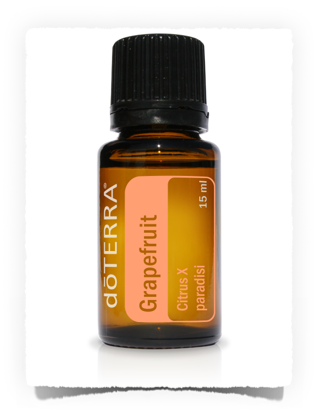 dōTERRA®
Grapefruit
Citrus X
paradisi
15 ml